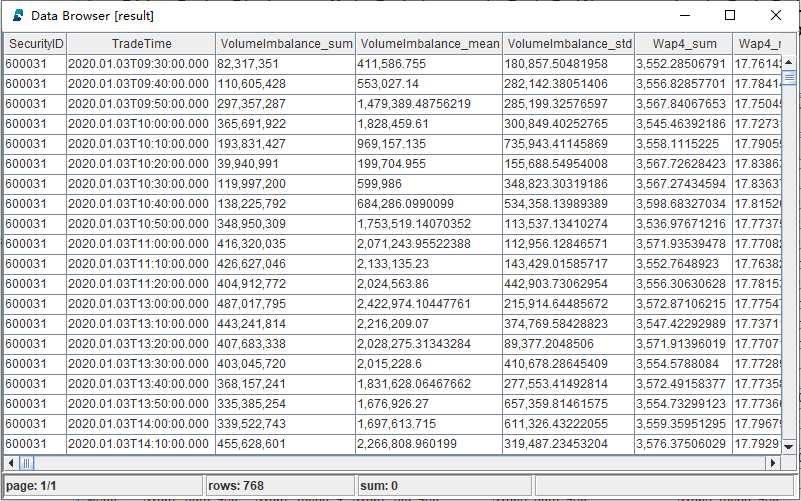 Data Browser [result]
SecurityID TradeTime VolumeImbalance_sum VolumeImbalance_mean VolumeImbalance_std Wap4_sum
600031 2020.01.03T09:30:00.000 82,317,351 411,586.755 180,857.50481958 3,552.28506791 17.7614
600031 2020.01.03T09:40:00.000 110,605,428 553,027.14 282,142.38051406 3,556.82857701 17.7841
600031 2020.01.03T09:50:00.000 297,357,287 1,479,389.48756219 285,199.32576597 3,567.84067653 17.7504
600031 2020.01.03T10:00:00.000 365,691,922 1,828,459.61 300,849.40252765 3,545.46392186 17.7273
600031 2020.01.03T10:10:00.000 193,831,427 969,157.135 735,943.41145869 3,558.1115225 17.7905
600031 2020.01.03T10:20:00.000 39,940,991 199,704.955 155,688.54954008 3,567.72628423 17.8386
600031 2020.01.03T10:30:00.000 119,997,200 599,986 348,823.30319186 3,567.27434594 17.8363
600031 2020.01.03T10:40:00.000 138,225,792 684,286.0990099 534,358.13989389 3,598.68327034 17.8152
600031 2020.01.03T10:50:00.000 348,950,309 1,753,519.14070352 113,537.13410274 3,536.97671216 17.7737
600031 2020.01.03T11:00:00.000 416,320,035 2,071,243.95522388 112,956.12846571 3,571.93539478 17.7708
600031 2020.01.03T11:10:00.000 426,627,046 2,133,135.23 143,429.01585717 3,552.7648923 17.7638
600031 2020.01.03T11:20:00.000 404,912,772 2,024,563.86 442,903.73062954 3,556.30630628 17.7815
600031 2020.01.03T13:00:00.000 487,017,795 2,422,974.10447761 215,914.64485672 3,572.87106215 17.7754
600031 2020.01.03T13:10:00.000 443,241,814 2,216,209.07 374,769.58428823 3,547.42292989 17.7371
600031 2020.01.03T13:20:00.000 407,683,338 2,028,275.31343284 89,377.2048506 3,571.91396019 17.7707
600031 2020.01.03T13:30:00.000 403,045,720 2,015,228.6 410,678.28645409 3,554.5788084 17.7728
600031 2020.01.03T13:40:00.000 368,157,241 1,831,628.06467662 277,553.41492814 3,572.49158377 17.7735
600031 2020.01.03T13:50:00.000 335,385,254 1,676,926.27 657,359.81461575 3,554.73299123 17.7736
600031 2020.01.03T14:00:00.000 339,522,743 1,697,613.715 611,326.43222055 3,559.35951295 17.7967
600031 2020.01.03T14:10:00.000 455,628,601 2,266,808.960199 319,487.23453204 3,576.37506029 17.7929
page: 1/1 rows: 768 sum: 0